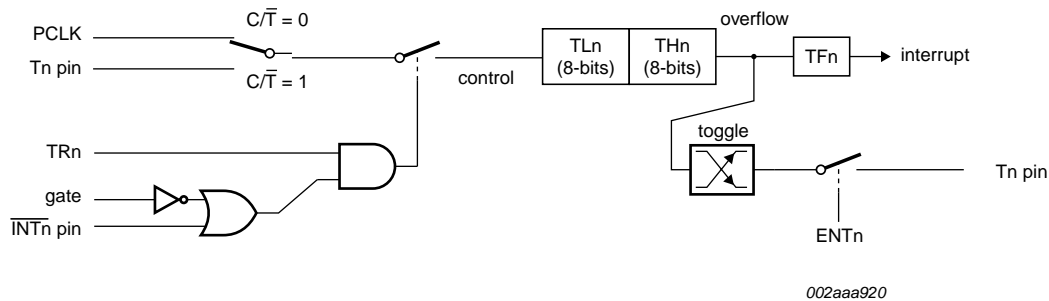 C/T̅ = 0
overflow
PCLK
Tn pin
C/T̅ = 1
control
TLn
(8-bits)
THn
(8-bits)
TFn
interrupt
toggle
TRn
gate
I̅N̅T̅n̅ pin
Tn pin
ENTn
002aaa920